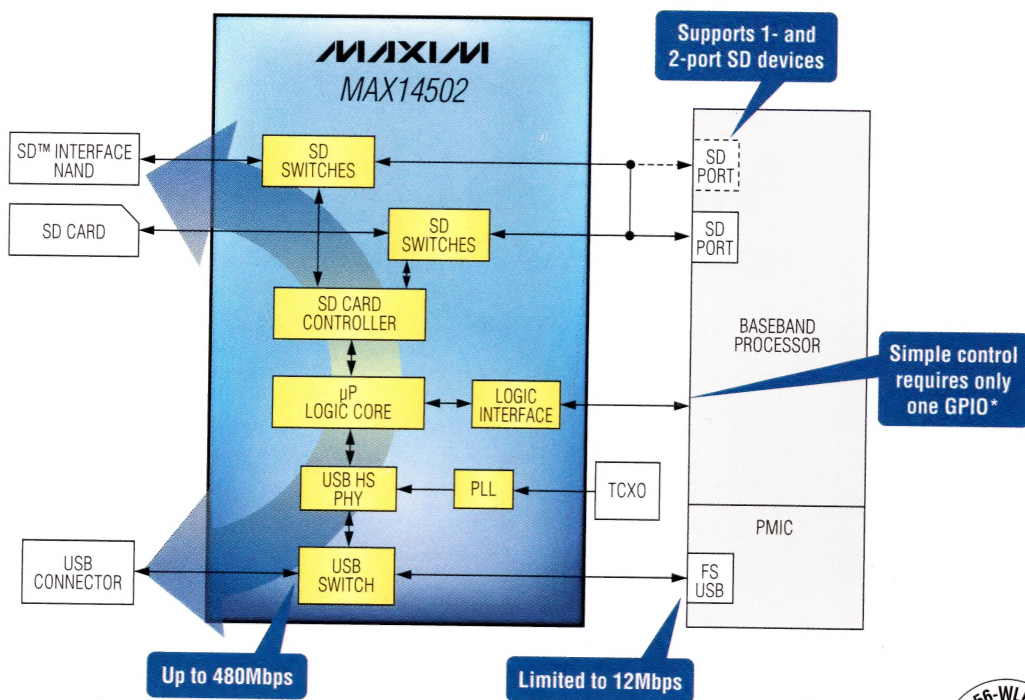 MAXIM
MAX14502
Supports 1- and
2-port SD devices
SD™ INTERFACE
NAND
SD
SWITCHES
SD
PORT
SD CARD
SD
SWITCHES
SD
PORT
SD CARD
CONTROLLER
BASEBAND
PROCESSOR
Simple control
requires only
one GPIO*
µP
LOGIC CORE
LOGIC
INTERFACE
USB HS
PHY
PLL
TCXO
PMIC
USB
CONNECTOR
USB
SWITCH
FS
USB
Up to 480Mbps
Limited to 12Mbps